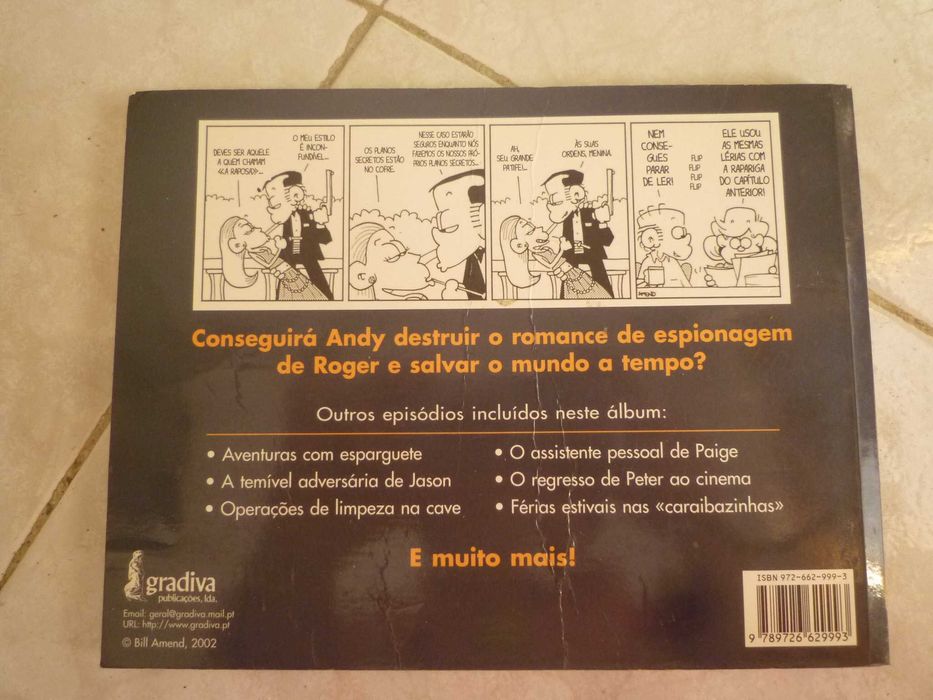 DEVES SER AQUELE
A QUEM CHAMAM
«A RAPOSA»...
O MEU ESTILO
É INCON-
FUNDÍVEL...
OS PLANOS
SECRETOS ESTÃO
NO COFRE.
NESSE CASO ESTARÃO
SEGUROS ENQUANTO NÓS
FAZEMOS OS NOSSOS PRÓ-
PRIOS PLANOS SECRETOS...
AH,
SEU GRANDE
PATIFE!...
ÀS SUAS
ORDENS, MENINA.
NEM
CONSE-
GUES
PARAR
DE LER!
FLIP
FLIP
FLIP
FLIP
ELE USOU
AS MESMAS
LÉRIAS COM
A RAPARIGA
DO CAPÍTULO
ANTERIOR!
AMEND
Conseguirá Andy destruir o romance de espionagem
de Roger e salvar o mundo a tempo?
Outros episódios incluídos neste álbum:
• Aventuras com esparguete
• A temível adversária de Jason
• Operações de limpeza na cave
• O assistente pessoal de Paige
• O regresso de Peter ao cinema
• Férias estivais nas «caraibazinhas»
E muito mais!
gradiva
publicações, lda.
Email: geral@gradiva.mail.pt
URL: http://www.gradiva.pt
© Bill Amend, 2002
ISBN 972-662-999-3
9 789726 629993